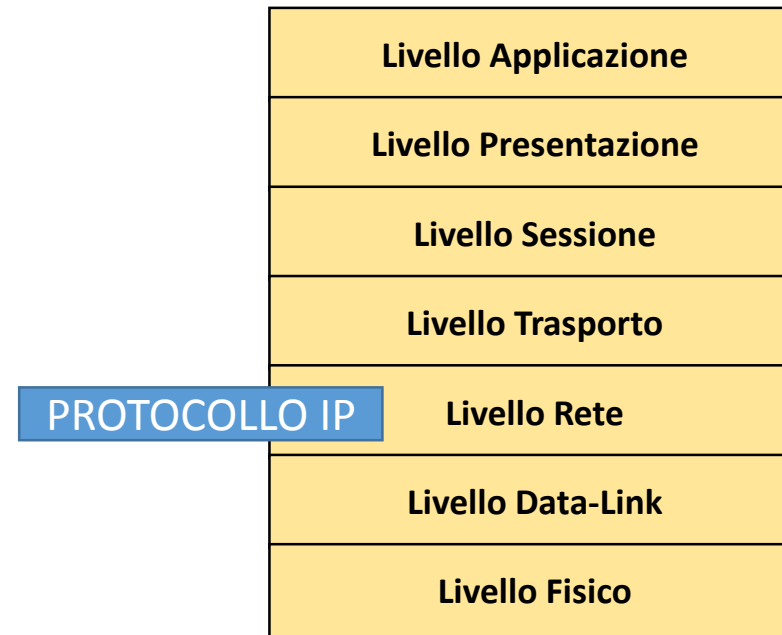 Livello Applicazione
Livello Presentazione
Livello Sessione
Livello Trasporto
PROTOCOLLO IP
Livello Rete
Livello Data-Link
Livello Fisico